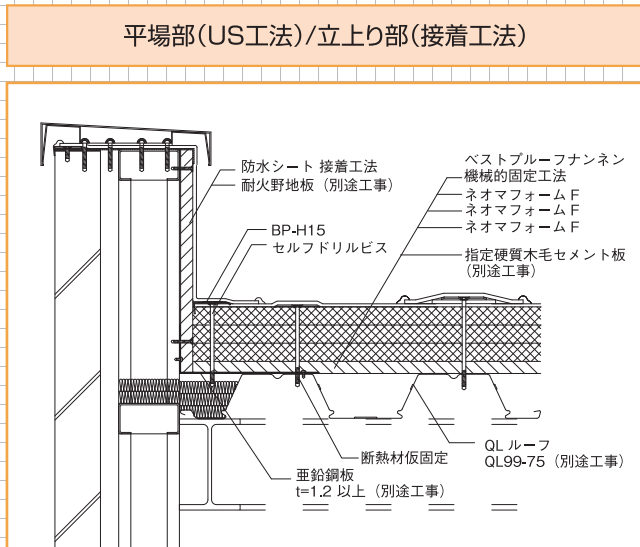 平場部(US工法)/立上り部(接着工法)
防水シート 接着工法
耐火野地板（別途工事）
BP-H15
セルフドリルビス
ベストプルーフナンネン
機械的固定工法
ネオマフォーム F
ネオマフォーム F
ネオマフォーム F
指定硬質木毛セメント板
(別途工事)
断熱材仮固定
亜鉛鋼板
t=1.2 以上（別途工事）
QL ルーフ
QL99-75（別途工事）